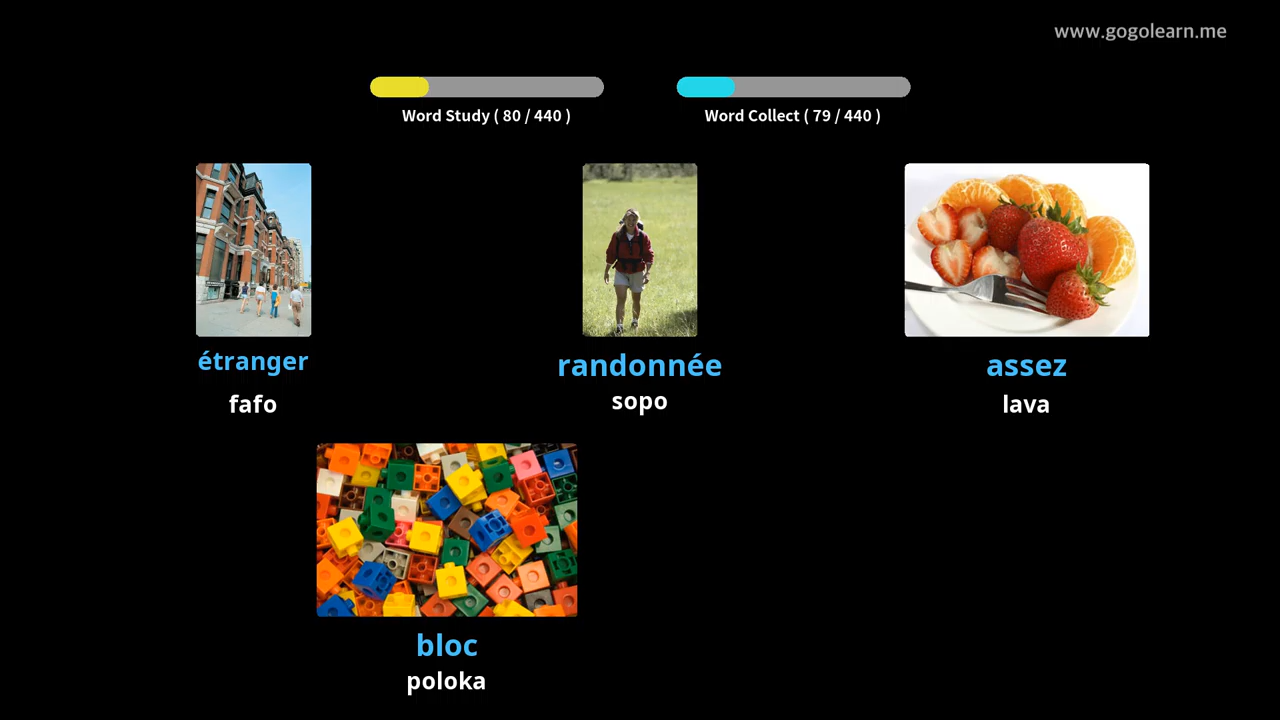 www.gogolearn.me
Word Study ( 80 / 440 )
Word Collect ( 79 / 440 )
étranger
fafo
randonnée
sopo
assez
lava
bloc
poloka